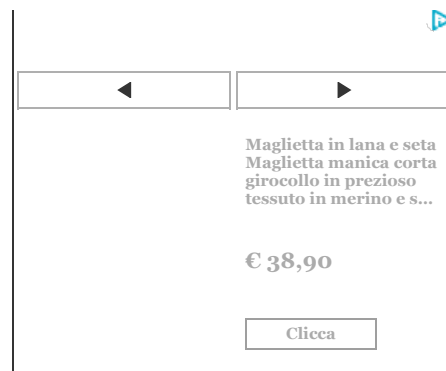 Maglietta in lana e seta
Maglietta manica corta
girocollo in prezioso
tessuto in merino e s...
€ 38,90
Clicca